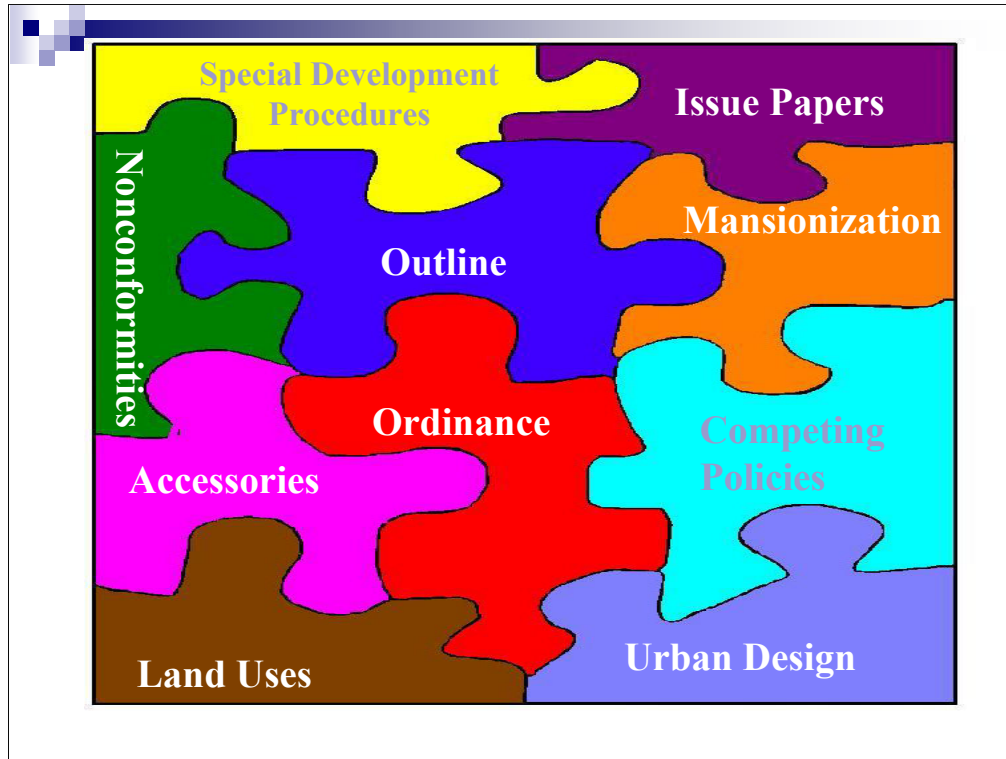 Special Development
Procedures
Issue Papers
Nonconformities
Mansionization
Outline
Ordinance
Competing
Policies
Accessories
Urban Design
Land Uses